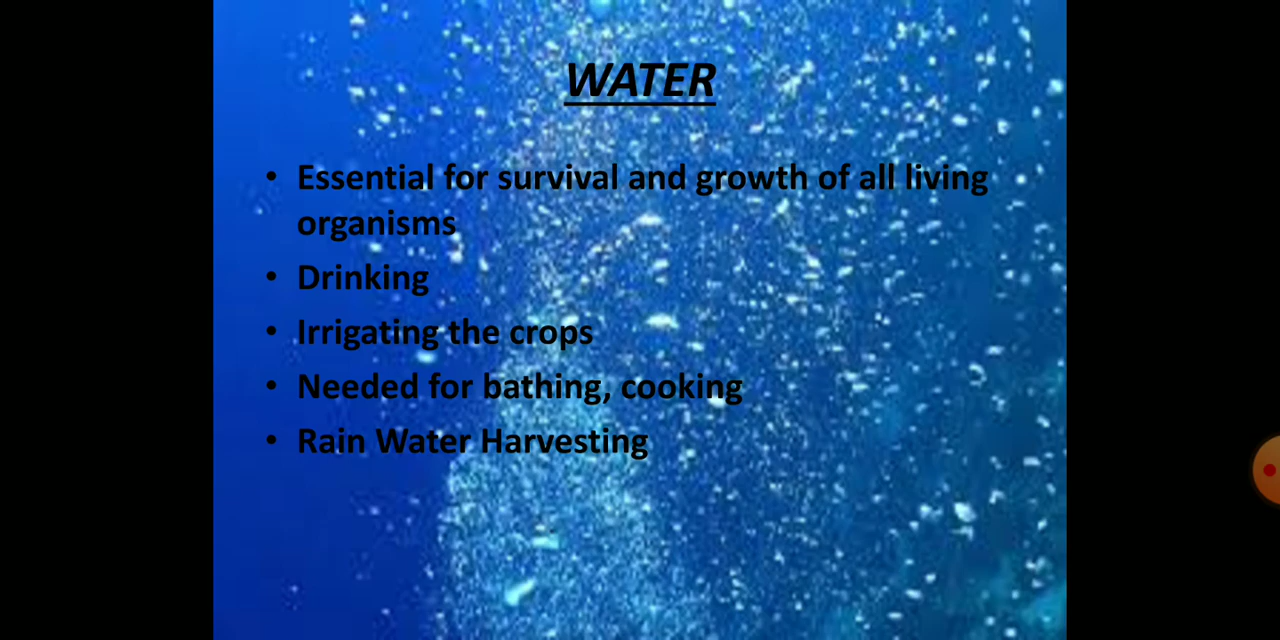 WATER
• Essential for survival and growth of all living
organisms
• Drinking
• Irrigating the crops
• Needed for bathing, cooking
• Rain Water Harvesting